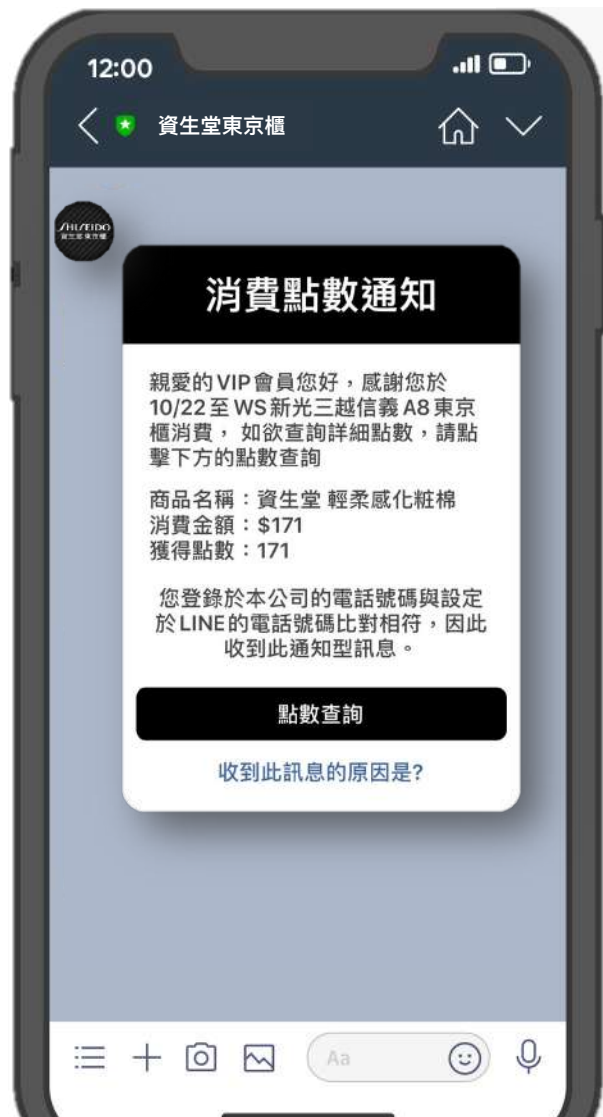 12:00
資生堂東京櫃
SHISEIDO
資生堂東京櫃
消費點數通知
親愛的VIP會員您好，感謝您於
10/22至WS新光三越信義A8東京
櫃消費， 如欲查詢詳細點數，請點
擊下方的點數查詢
商品名稱：資生堂 輕柔感化粧棉
消費金額：$171
獲得點數：171
您登錄於本公司的電話號碼與設定
於LINE的電話號碼比對相符，因此
收到此通知型訊息。
點數查詢
收到此訊息的原因是?
Aa